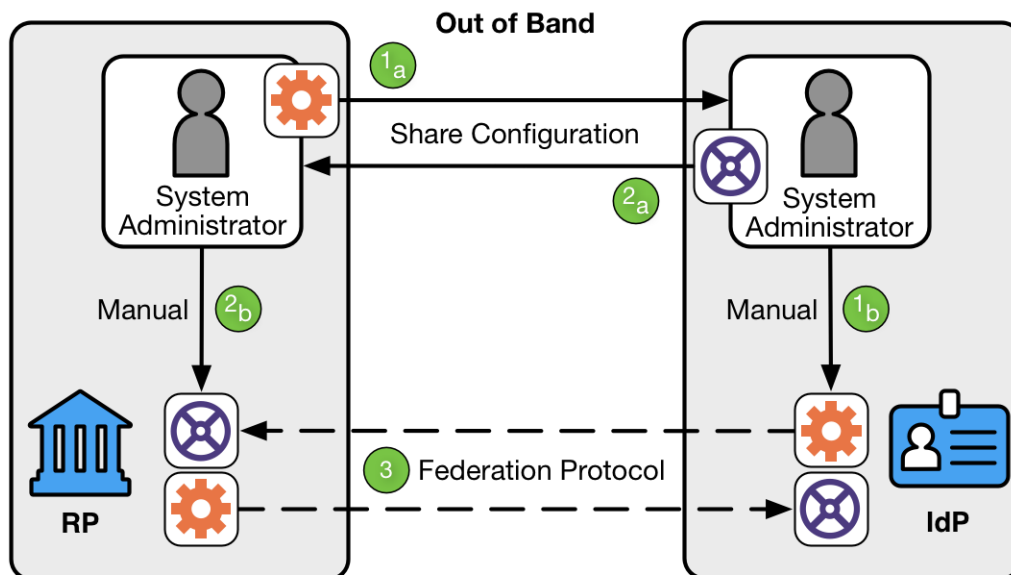 Out of Band
1a
Share Configuration
2a
System
Administrator
System
Administrator
Manual
2b
Manual
1b
3
Federation Protocol
RP
IdP